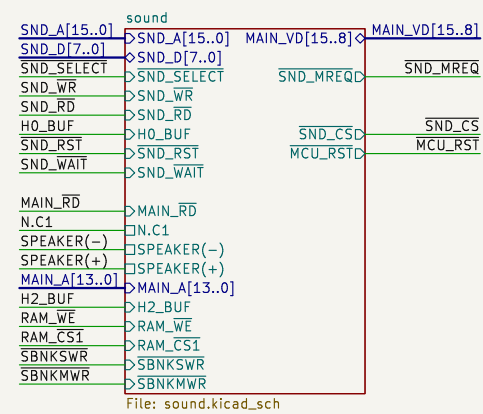 sound
SND_A[15..0] SND_A[15..0] MAIN_VD[15..8] MAIN_VD[15..8]
SND_D[7..0] SND_D[7..0]
SND_SELECT SND_SELECT SND_MREQ SND_MREQ
SND_WR SND_WR
SND_RD SND_RD
H0_BUF H0_BUF SND_CS SND_CS
SND_RST SND_RST MCU_RST MCU_RST
SND_WAIT SND_WAIT
MAIN_RD MAIN_RD
N.C1 N.C1
SPEAKER(-) SPEAKER(-)
SPEAKER(+) SPEAKER(+)
MAIN_A[13..0] MAIN_A[13..0]
H2_BUF H2_BUF
RAM_WE RAM_WE
RAM_CS1 RAM_CS1
SBNKSWR SBNKSWR
SBNKMWR SBNKMWR
File: sound.kicad_sch